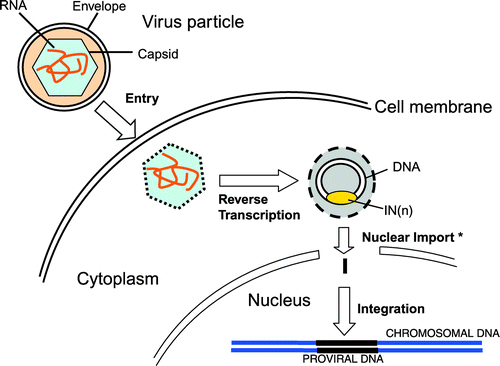 RNA
Envelope
Virus particle
Capsid
Entry
Cell membrane
DNA
Reverse
Transcription
IN(n)
Nuclear Import *
Cytoplasm
Nucleus
Integration
CHROMOSOMAL DNA
PROVIRAL DNA